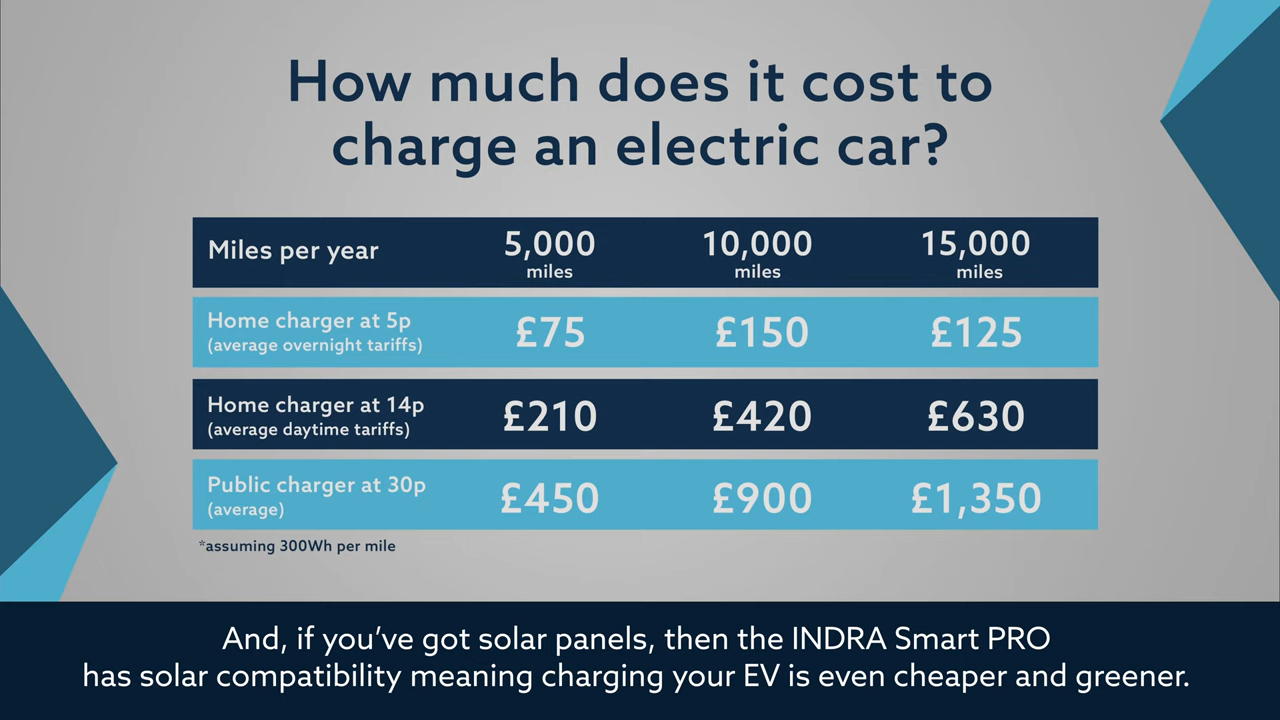 How much does it cost to
charge an electric car?
Miles per year 5,000 miles 10,000 miles 15,000 miles
Home charger at 5p £75 £150 £125
(average overnight tariffs)
Home charger at 14p £210 £420 £630
(average daytime tariffs)
Public charger at 30p £450 £900 £1,350
(average)
*assuming 300Wh per mile
And, if you've got solar panels, then the INDRA Smart PRO
has solar compatibility meaning charging your EV is even cheaper and greener.